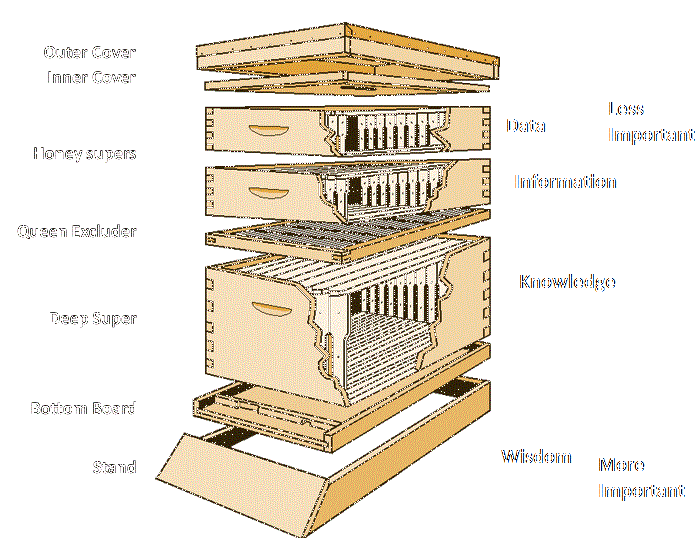 Outer Cover
Inner Cover
Less
Important
Data
Honey supers
Information
Queen Excluder
Knowledge
Deep Super
Bottom Board
Wisdom
More
Important
Stand